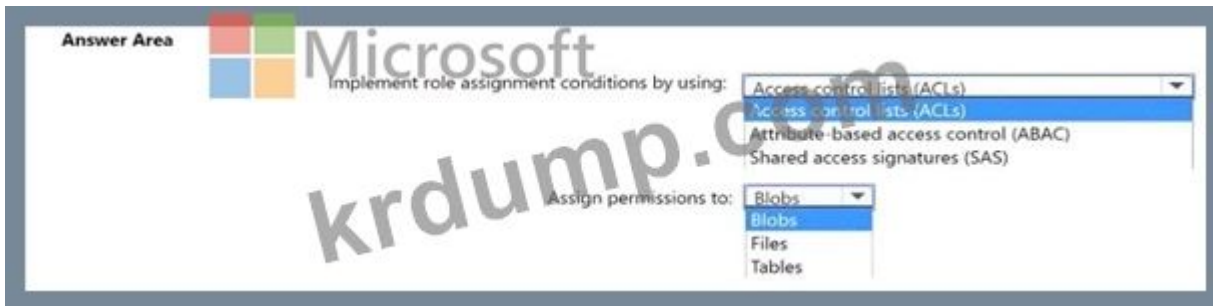 Answer Area
Microsoft
Implement role assignment conditions by using: Access control lists (ACLs)
Access control lists (ACLs)
Attribute-based access control (ABAC)
Shared access signatures (SAS)
krdump.com
Assign permissions to: Blobs
Blobs
Files
Tables